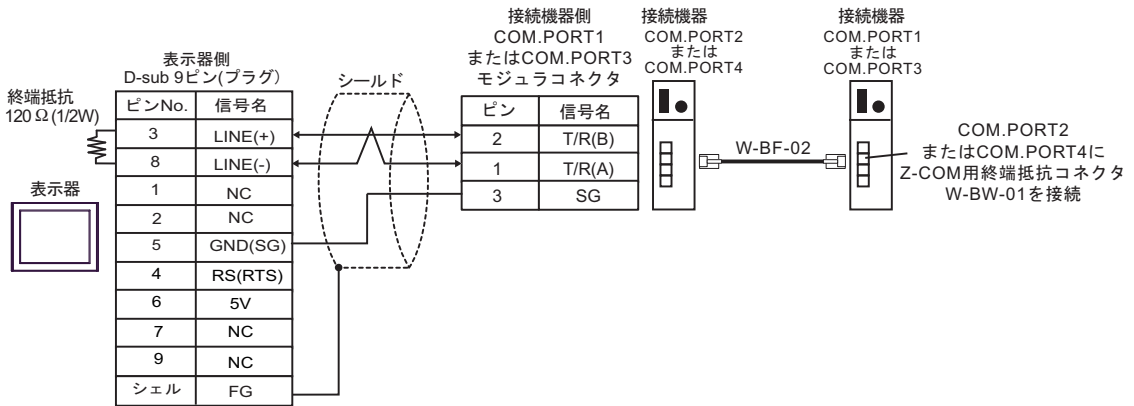 終端抵抗
120Ω(1/2W)
表示器
表示器側
D-sub 9ピン(プラグ)
ピンNo. 信号名
3 LINE(+)
8 LINE(-)
1 NC
2 NC
5 GND(SG)
4 RS(RTS)
6 5V
7 NC
9 NC
シェル FG
シールド
接続機器側
COM.PORT1
またはCOM.PORT3
モジュラコネクタ
ピン 信号名
2 T/R(B)
1 T/R(A)
3 SG
接続機器
COM.PORT2
または
COM.PORT4
W-BF-02
接続機器
COM.PORT1
または
COM.PORT3
COM.PORT2
またはCOM.PORT4に
Z-COM用終端抵抗コネクタ
W-BW-01を接続